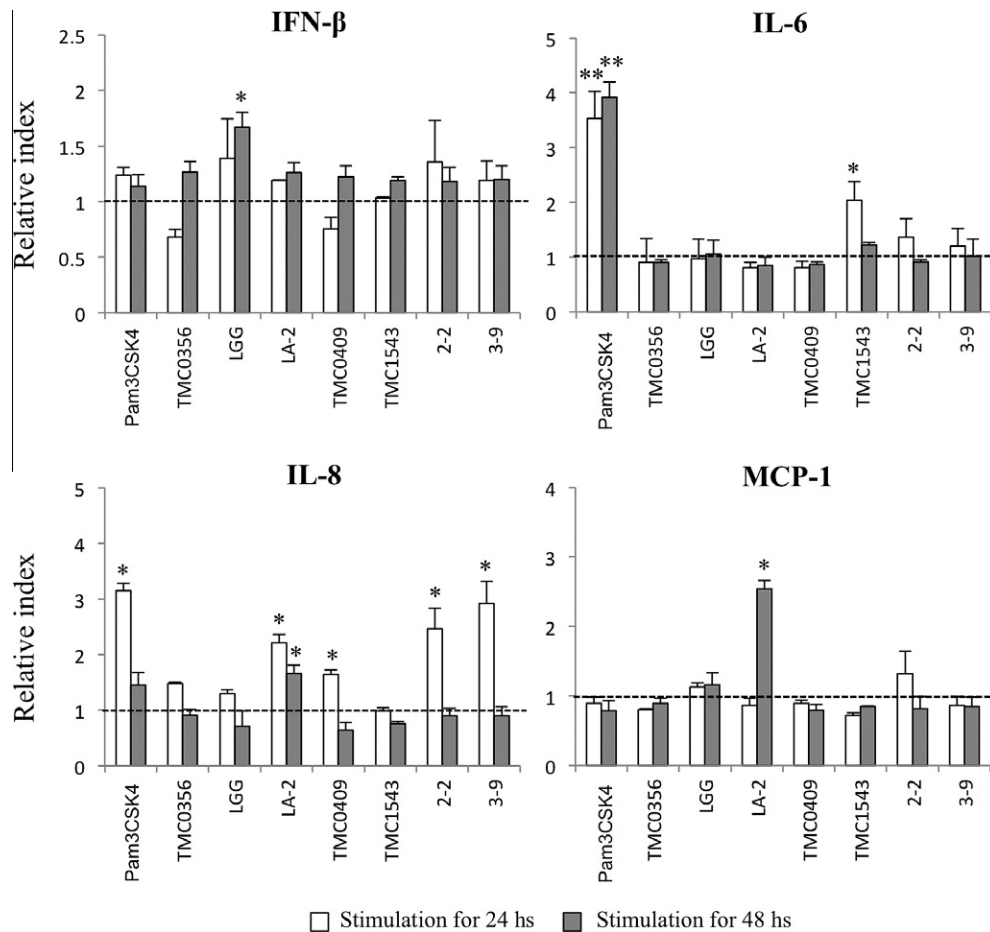 IFN-β
Relative index
2.5
2
1.5
1
0.5
0
*
Pam3CSK4
TMC0356
LGG
LA-2
TMC0409
TMC1543
2-2
3-9
IL-6
5
4
3
2
1
0
** **
*
Pam3CSK4
TMC0356
LGG
LA-2
TMC0409
TMC1543
2-2
3-9
IL-8
Relative index
5
4
3
2
1
0
* * * * * *
Pam3CSK4
TMC0356
LGG
LA-2
TMC0409
TMC1543
2-2
3-9
MCP-1
4
3
2
1
0
*
Pam3CSK4
TMC0356
LGG
LA-2
TMC0409
TMC1543
2-2
3-9
Stimulation for 24 hs
Stimulation for 48 hs